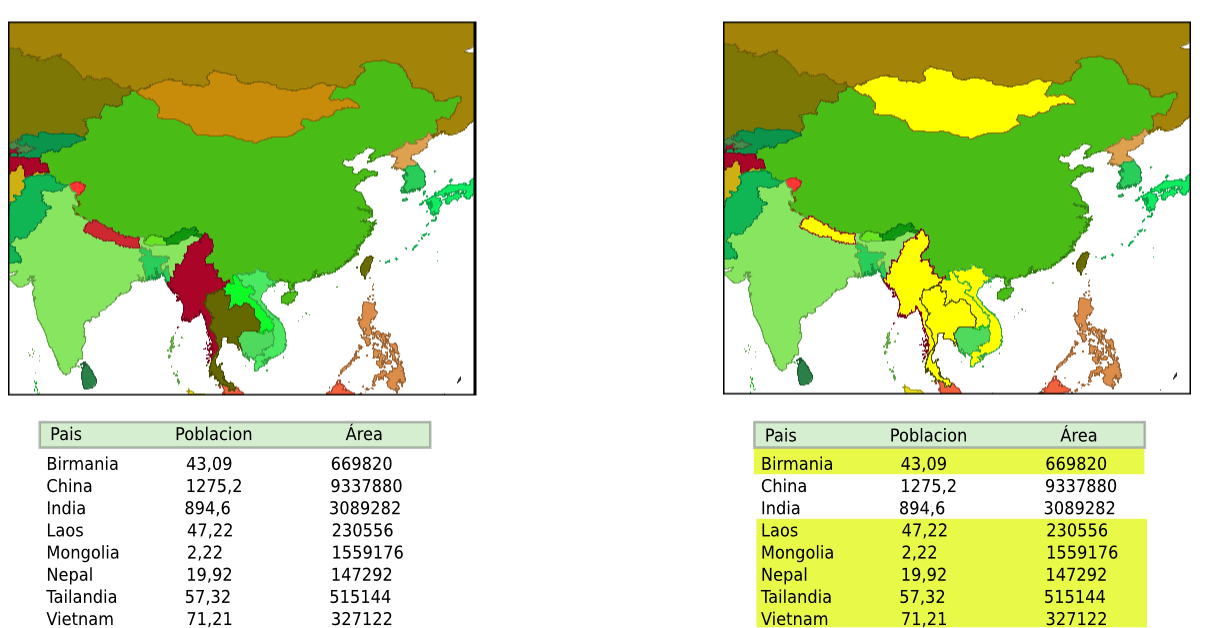 Pais Poblacion Área
Birmania 43,09 669820
China 1275,2 9337880
India 894,6 3089282
Laos 47,22 230556
Mongolia 2,22 1559176
Nepal 19,92 147292
Tailandia 57,32 515144
Vietnam 71,21 327122
Pais Poblacion Área
Birmania 43,09 669820
China 1275,2 9337880
India 894,6 3089282
Laos 47,22 230556
Mongolia 2,22 1559176
Nepal 19,92 147292
Tailandia 57,32 515144
Vietnam 71,21 327122